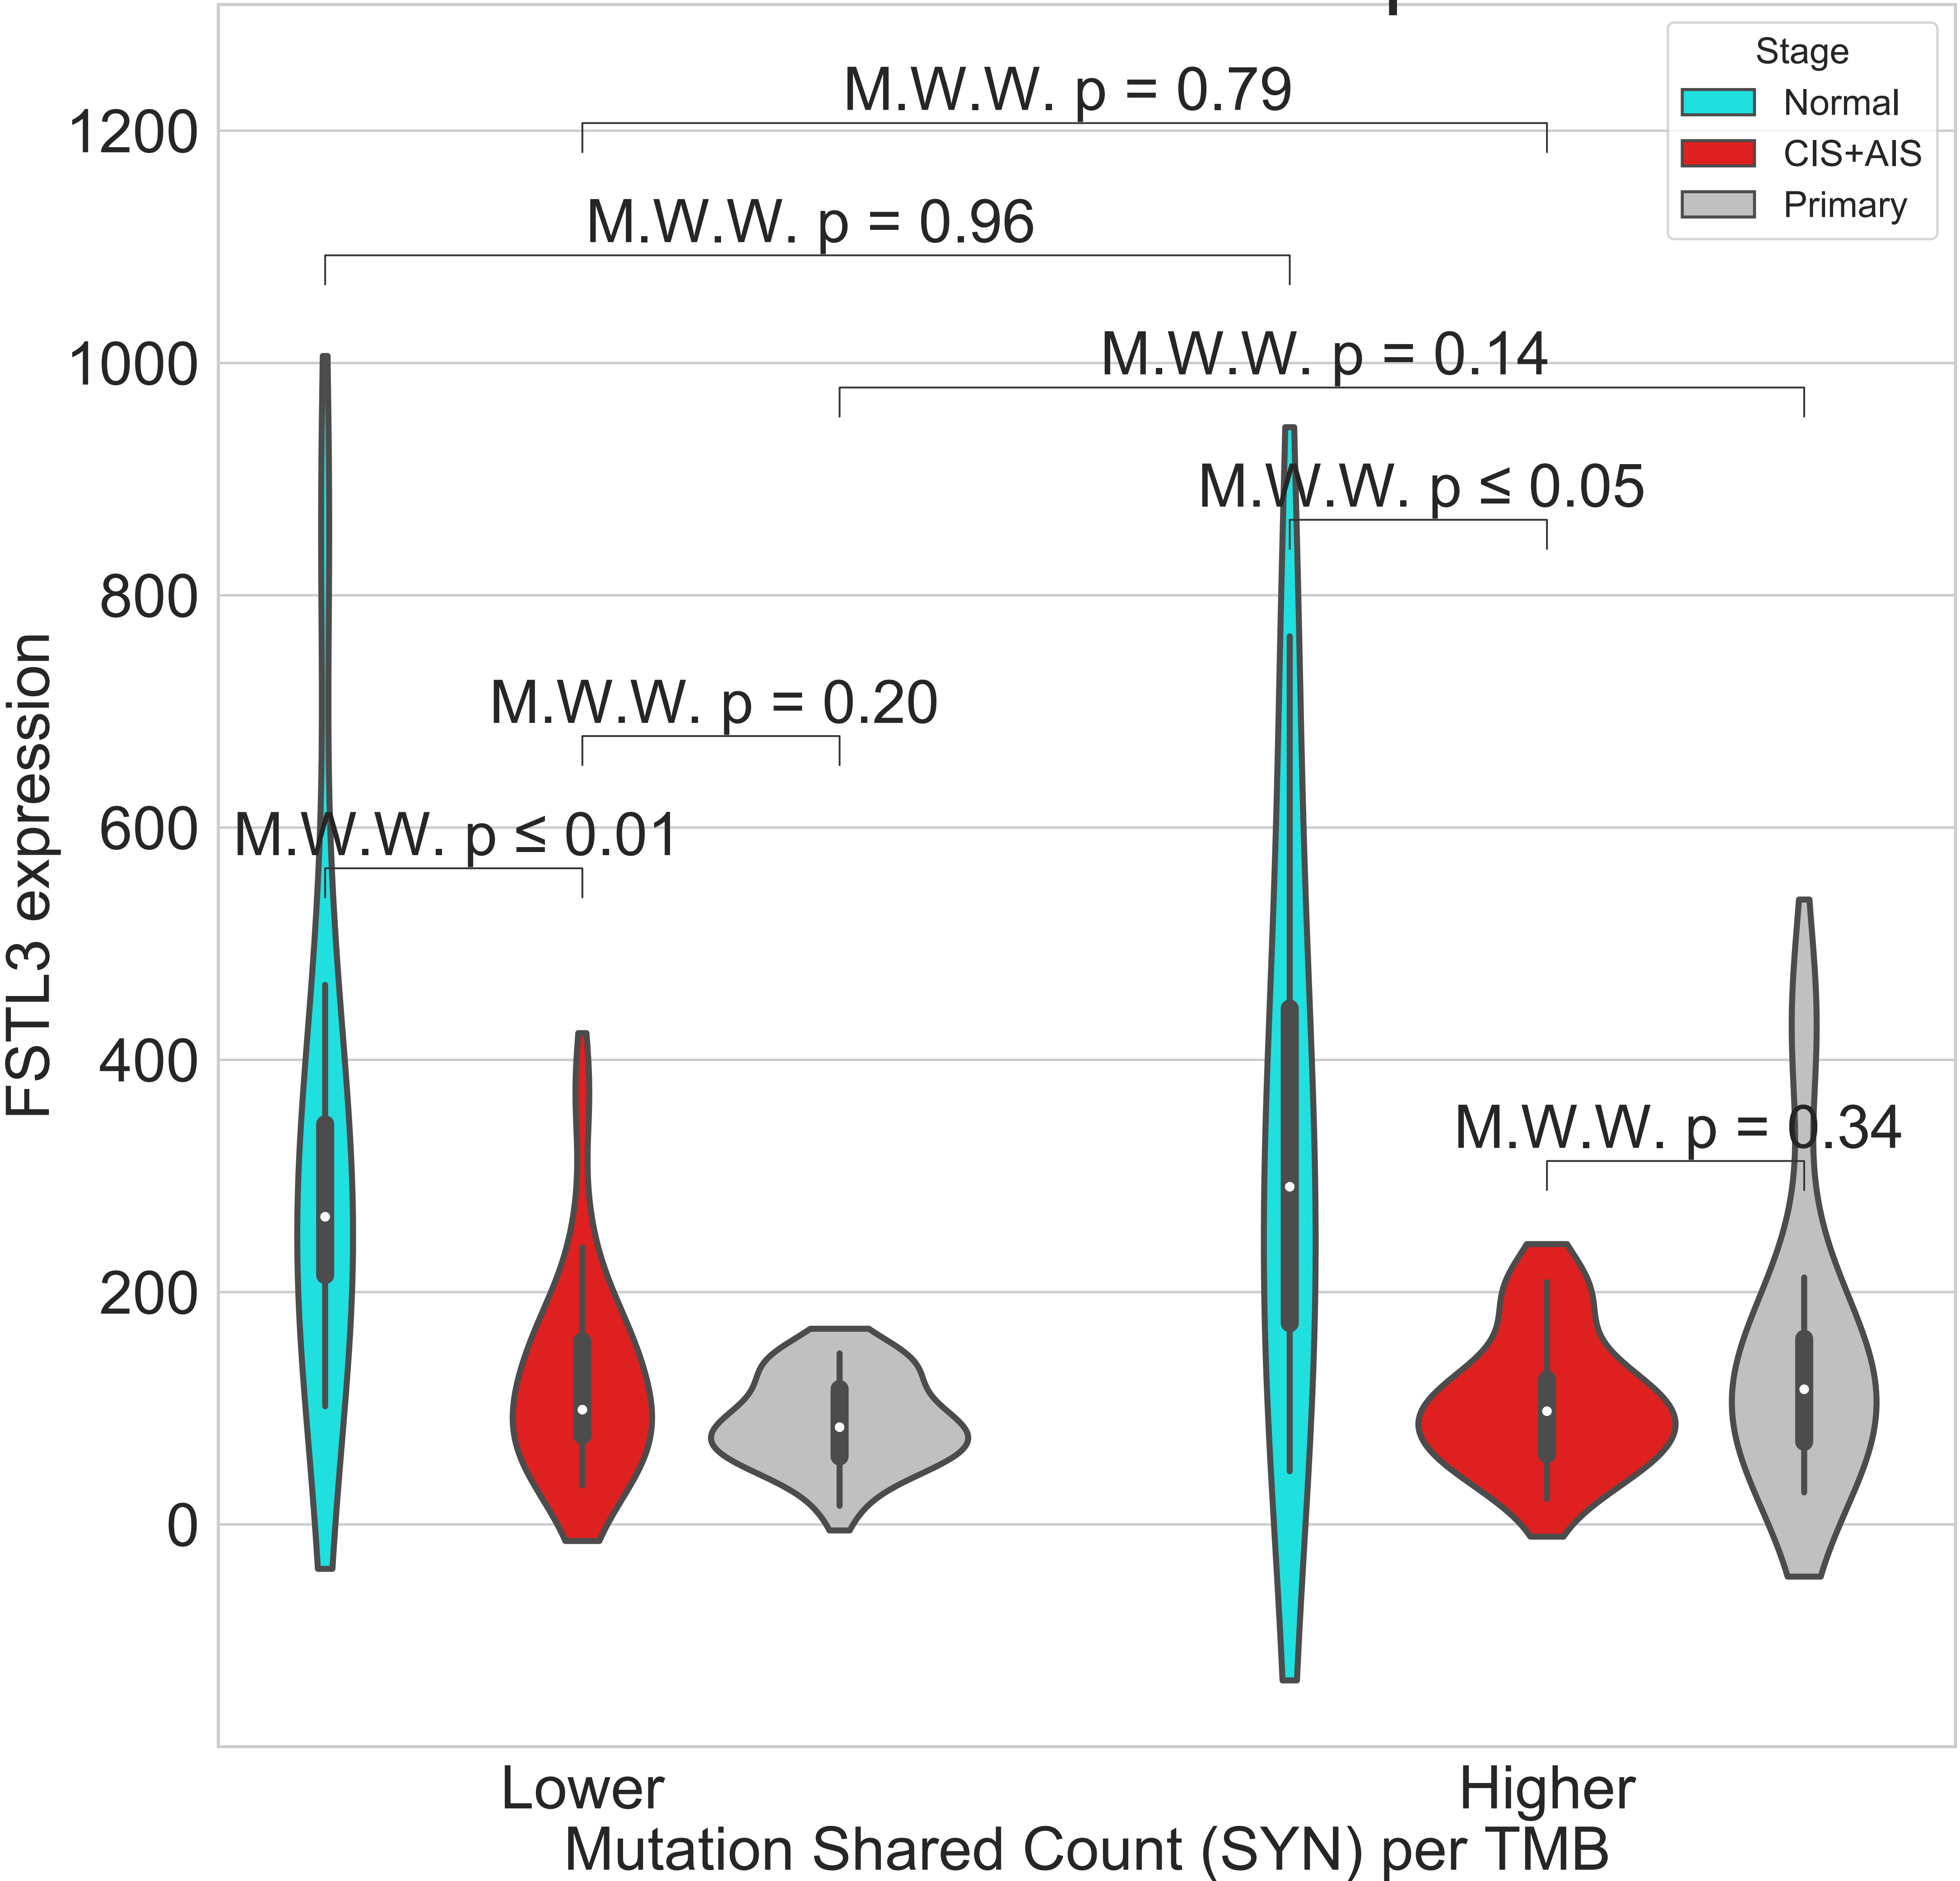 Stage
Normal
CIS+AIS
Primary
M.W.W. p = 0.79
M.W.W. p = 0.96
M.W.W. p = 0.14
M.W.W. p ≤ 0.05
M.W.W. p = 0.20
M.W.W. p ≤ 0.01
M.W.W. p = 0.34
1200
1000
800
600
400
200
0
FSTL3 expression
Lower
Higher
Mutation Shared Count (SYN) per TMB